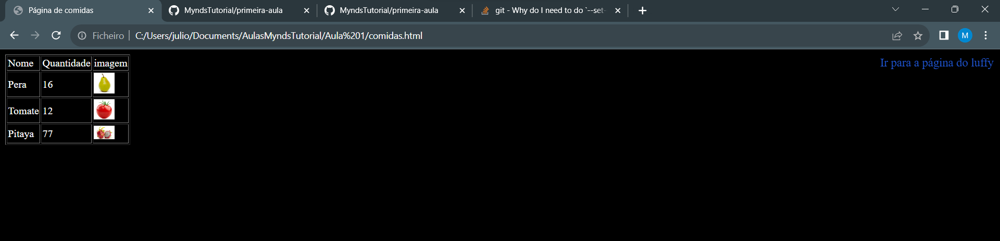 Página de comidas
MyndsTutorial/primeira-aula
MyndsTutorial/primeira-aula
git - Why do I need to do `--set-
Ficheiro
C:/Users/julio/Documents/AulasMyndsTutorial/Aula%201/comidas.html
M
Nome Quantidade imagem
Ir para a página do luffy
Pera 16
Tomate 12
Pitaya 77